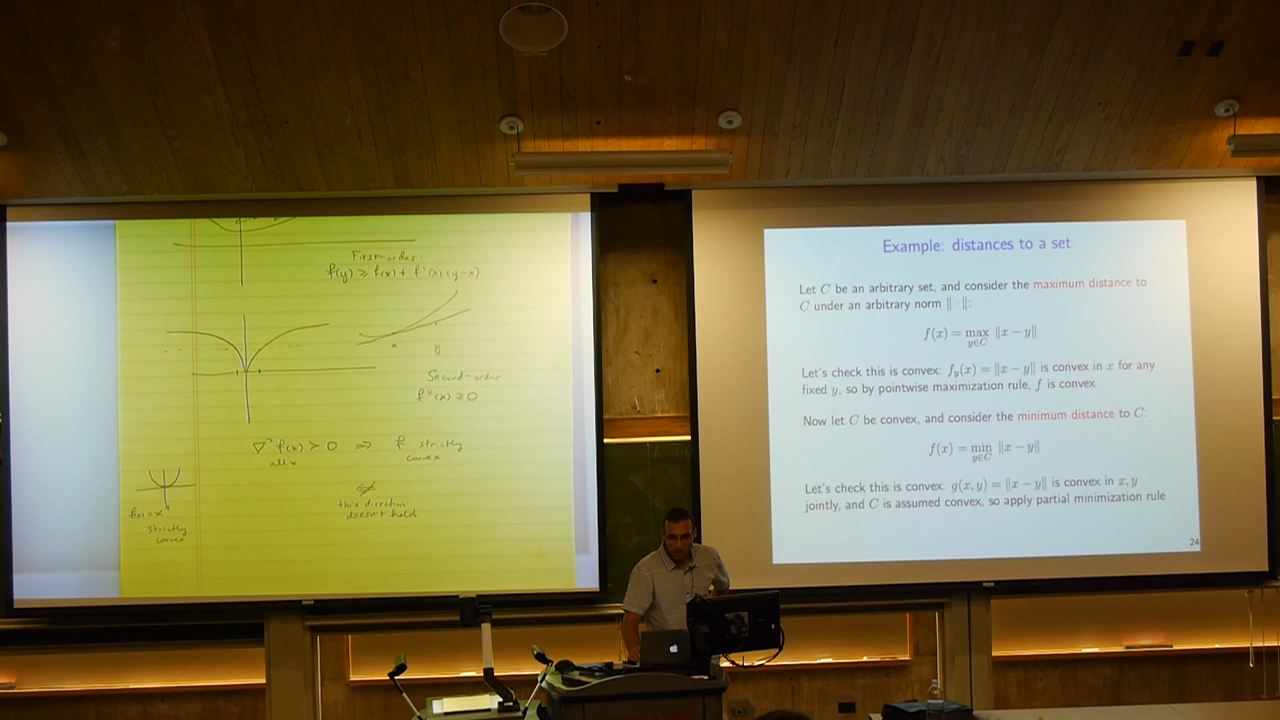 First-order
f(y) ≥ f(x) + f'(x)(y-x)
x
y
Second-order
f''(x) ≥ 0
∇² f(x) > 0 ⇒ f strictly
all x convex
⇍
this direction
doesn't hold
strictly
convex
Example: distances to a set
Let C be an arbitrary set, and consider the maximum distance to
C under an arbitrary norm ‖ · ‖:
f(x) = max ‖x − y‖
y∈C
Let's check this is convex: f_y(x) = ‖x − y‖ is convex in x for any
fixed y, so by pointwise maximization rule, f is convex
Now let C be convex, and consider the minimum distance to C:
f(x) = min ‖x − y‖
y∈C
Let's check this is convex: g(x, y) = ‖x − y‖ is convex in x, y
jointly, and C is assumed convex, so apply partial minimization rule
24